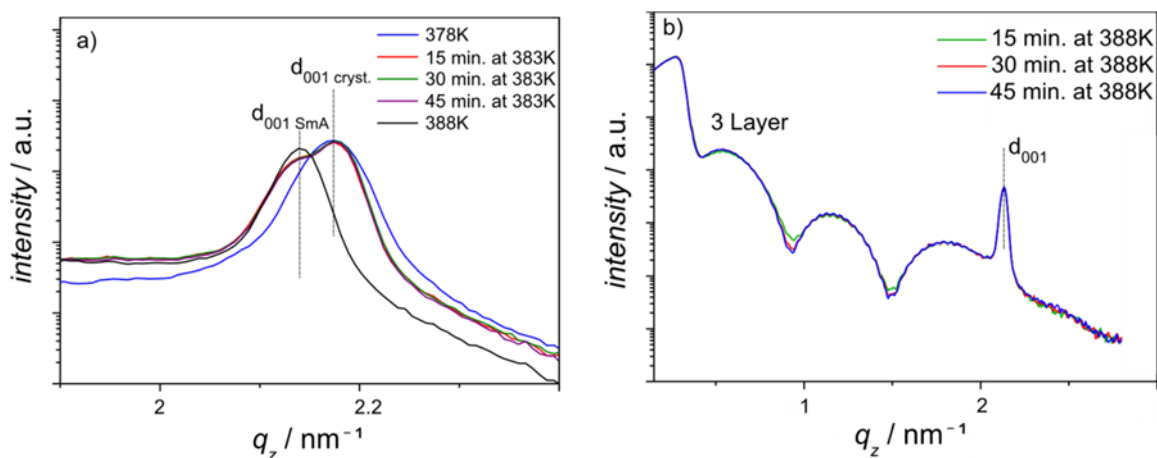 a)
378K
15 min. at 383K
30 min. at 383K
45 min. at 383K
388K
d001 cryst.
d001 SmA
intensity / a.u.
2
2.2
qz / nm⁻¹
b)
15 min. at 388K
30 min. at 388K
45 min. at 388K
3 Layer
d001
intensity / a.u.
1
2
qz / nm⁻¹